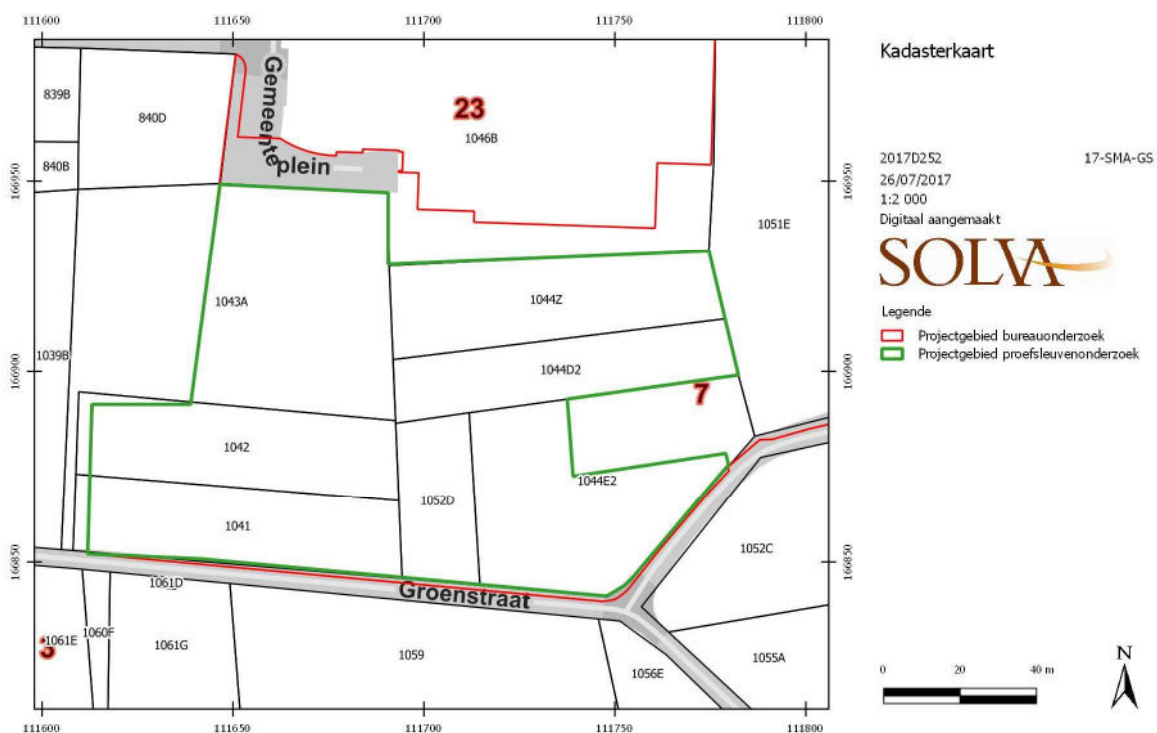 111600 111650 111700 111750 111800
Kadasterkaart
839B
840D
Gemeente
plein
23
1046B
840B
2017D252 17-SMA-GS
26/07/2017
1:2 000
Digitaal aangemaakt
SOLVA
166950 166950
1051E
Legende
Projectgebied bureauonderzoek
Projectgebied proefsleuvenonderzoek
1043A
1044Z
1039B
1044D2
166900 166900
7
1042
1044E2
1052D
1041
1052C
166850 166850
1061D
Groenstraat
1061E
5
1060F
1061G
1059
1056E
1055A
N
0 20 40 m
111600 111650 111700 111750 111800